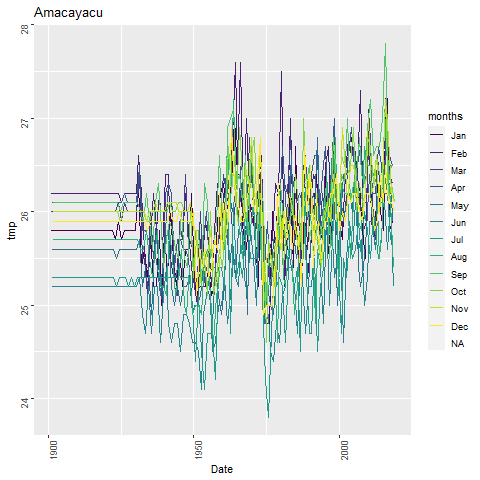 Amacayacu
28
27
26
25
24
tmp
1900
1950
2000
Date
months
Jan
Feb
Mar
Apr
May
Jun
Jul
Aug
Sep
Oct
Nov
Dec
NA